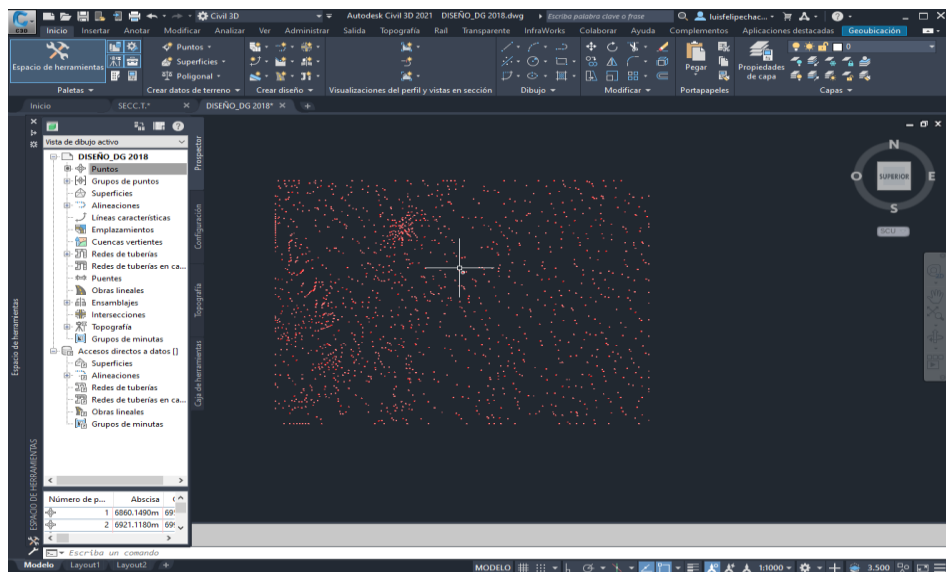 Civil 3D
Autodesk Civil 3D 2021 DISEÑO_DG 2018.dwg
Escriba palabra clave o frase
luisfelipechac...
C3D
Inicio Insertar Anotar Modificar Analizar Ver Administrar Salida Topografía Rail Transparente InfraWorks Colaborar Ayuda Complementos Aplicaciones destacadas Geoubicación
Espacio de herramientas
Puntos
Superficies
Poligonal
Pegar
Propiedades de capa
0
Paletas
Crear datos de terreno
Crear diseño
Visualizaciones del perfil y vistas en sección
Dibujo
Modificar
Portapapeles
Capas
Inicio
SECC.T.*
DISEÑO_DG 2018*
Vista de dibujo activo
DISEÑO_DG 2018
Puntos
Grupos de puntos
Superficies
Alineaciones
Líneas características
Emplazamientos
Cuencas vertientes
Redes de tuberías
Redes de tuberías en ca...
Puentes
Obras lineales
Ensamblajes
Intersecciones
Topografía
Grupos de minutas
Accesos directos a datos []
Superficies
Alineaciones
Redes de tuberías
Redes de tuberías en ca...
Obras lineales
Grupos de minutas
Prospector
Configuración
Topografía
Caja de herramientas
Espacio de herramientas
ESPACIO DE HERRAMIENTAS
N
O SUPERIOR E
S
SCU
Número de p... Abscisa
1 6860.1490m 69
2 6921.1180m 69
Escriba un comando
Modelo Layout1 Layout2 +
MODELO 1:1000 3.500